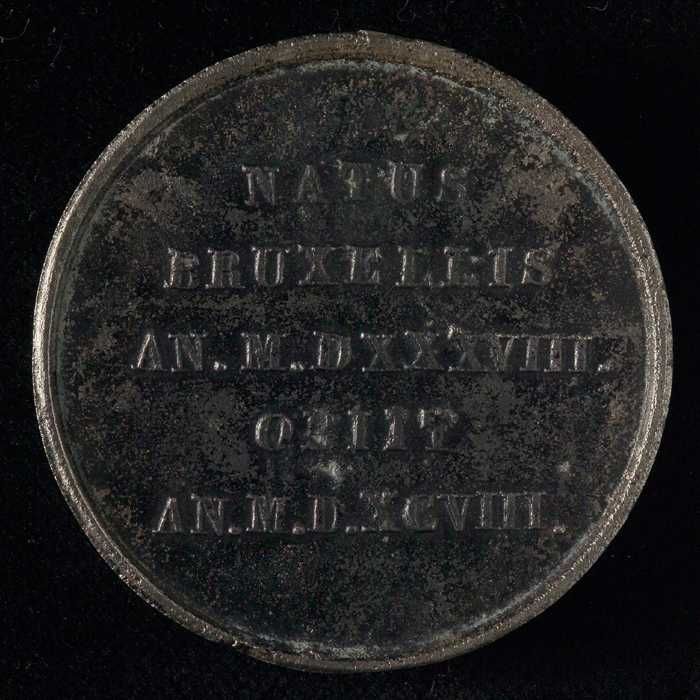 NATUS
BRUXELLIS
AN. M. DXXXVIII.
OBIIT
AN. M. D. XCVIII.